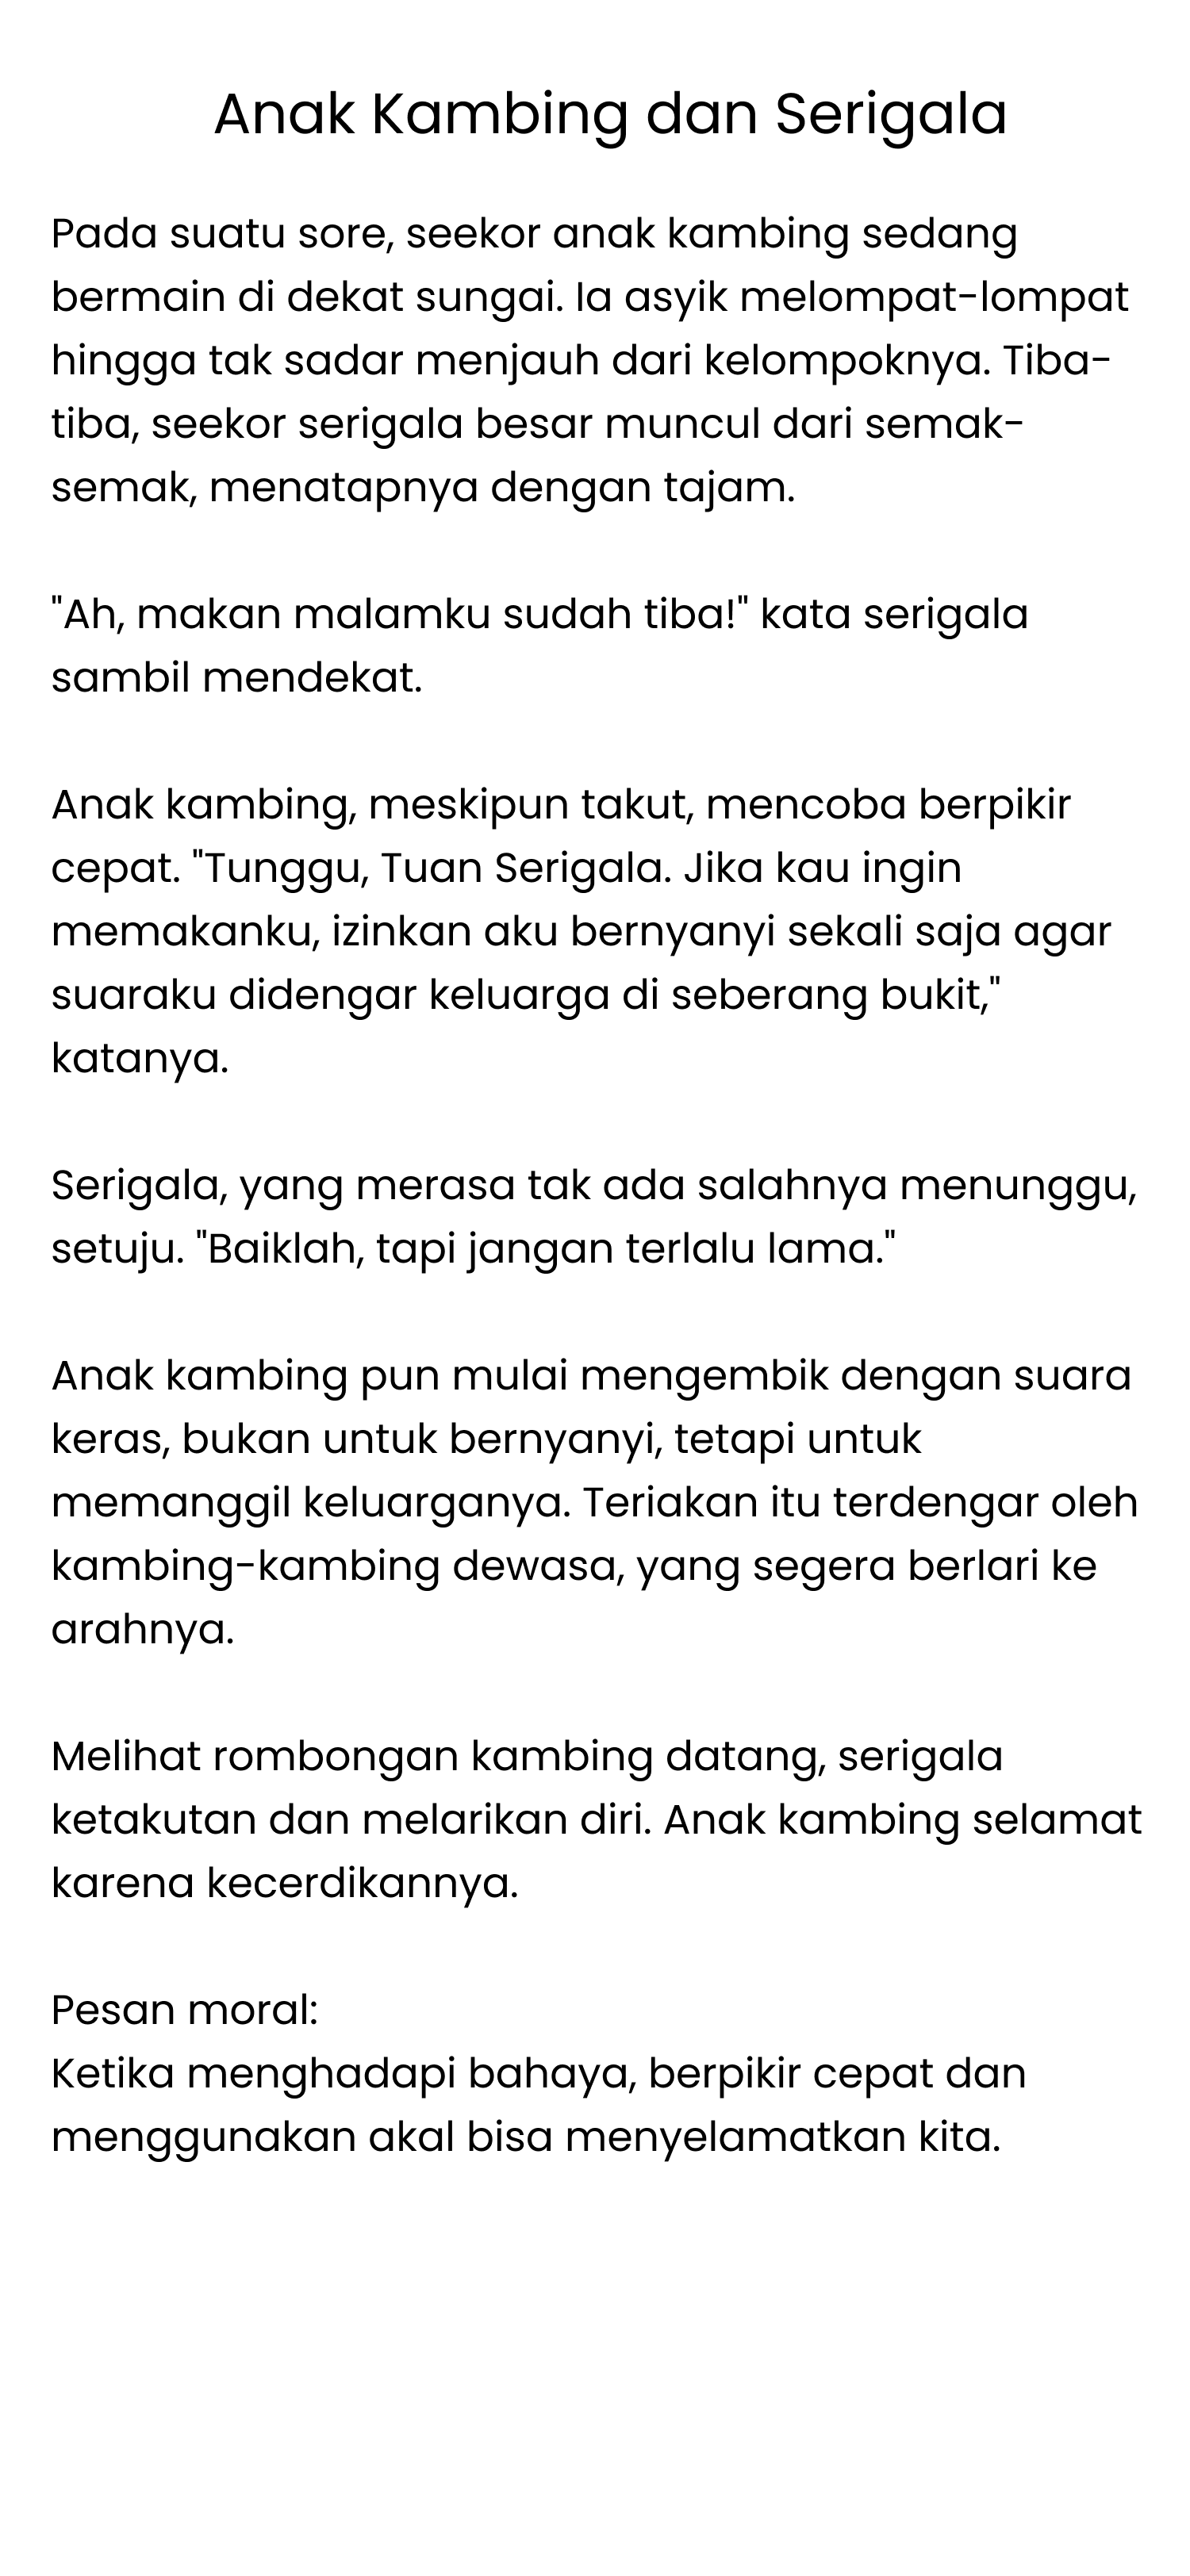 Anak Kambing dan Serigala
Pada suatu sore, seekor anak kambing sedang
bermain di dekat sungai. Ia asyik melompat-lompat
hingga tak sadar menjauh dari kelompoknya. Tiba-
tiba, seekor serigala besar muncul dari semak-
semak, menatapnya dengan tajam.
"Ah, makan malamku sudah tiba!" kata serigala
sambil mendekat.
Anak kambing, meskipun takut, mencoba berpikir
cepat. "Tunggu, Tuan Serigala. Jika kau ingin
memakanku, izinkan aku bernyanyi sekali saja agar
suaraku didengar keluarga di seberang bukit,"
katanya.
Serigala, yang merasa tak ada salahnya menunggu,
setuju. "Baiklah, tapi jangan terlalu lama."
Anak kambing pun mulai mengembik dengan suara
keras, bukan untuk bernyanyi, tetapi untuk
memanggil keluarganya. Teriakan itu terdengar oleh
kambing-kambing dewasa, yang segera berlari ke
arahnya.
Melihat rombongan kambing datang, serigala
ketakutan dan melarikan diri. Anak kambing selamat
karena kecerdikannya.
Pesan moral:
Ketika menghadapi bahaya, berpikir cepat dan
menggunakan akal bisa menyelamatkan kita.